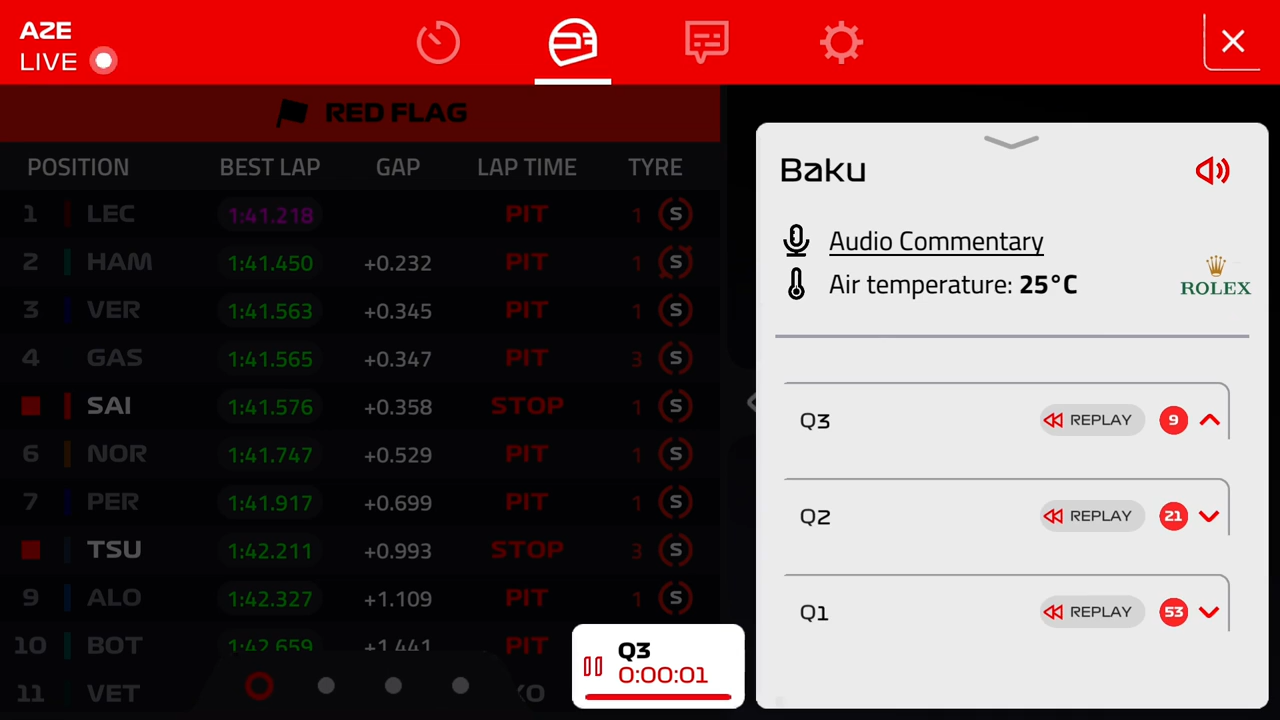 AZE
LIVE
RED FLAG
POSITION BEST LAP GAP LAP TIME TYRE
1 LEC 1:41.218 PIT 1 S
2 HAM 1:41.450 +0.232 PIT 1 S
3 VER 1:41.563 +0.345 PIT 1 S
4 GAS 1:41.565 +0.347 PIT 3 S
SAI 1:41.576 +0.358 STOP 1 S
6 NOR 1:41.747 +0.529 PIT 1 S
7 PER 1:41.917 +0.699 PIT 1 S
TSU 1:42.211 +0.993 STOP 3 S
9 ALO 1:42.327 +1.109 PIT 1 S
10 BOT 1:42.659 +1.441 PIT
11 VET
Q3
0:00:01
Baku
Audio Commentary
Air temperature: 25°C
ROLEX
Q3 REPLAY 9
Q2 REPLAY 21
Q1 REPLAY 53